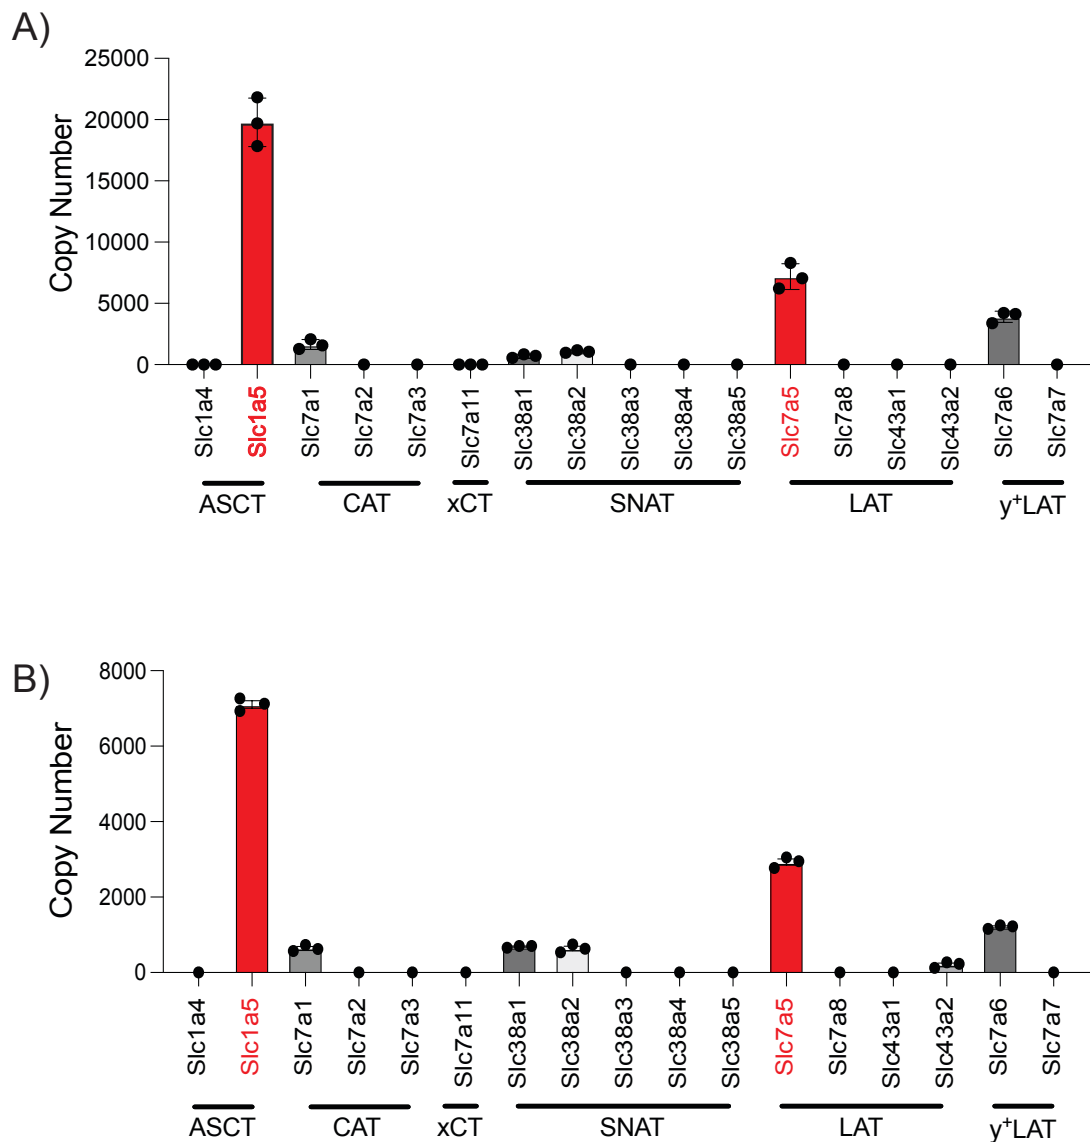 A)
25000
20000
15000
10000
5000
0
Copy Number
Slc1a4
Slc1a5
Slc7a1
Slc7a2
Slc7a3
Slc7a11
Slc38a1
Slc38a2
Slc38a3
Slc38a4
Slc38a5
Slc7a5
Slc7a8
Slc43a1
Slc43a2
Slc7a6
Slc7a7
ASCT CAT xCT SNAT LAT y⁺LAT
B)
8000
6000
4000
2000
0
Copy Number
Slc1a4
Slc1a5
Slc7a1
Slc7a2
Slc7a3
Slc7a11
Slc38a1
Slc38a2
Slc38a3
Slc38a4
Slc38a5
Slc7a5
Slc7a8
Slc43a1
Slc43a2
Slc7a6
Slc7a7
ASCT CAT xCT SNAT LAT y⁺LAT